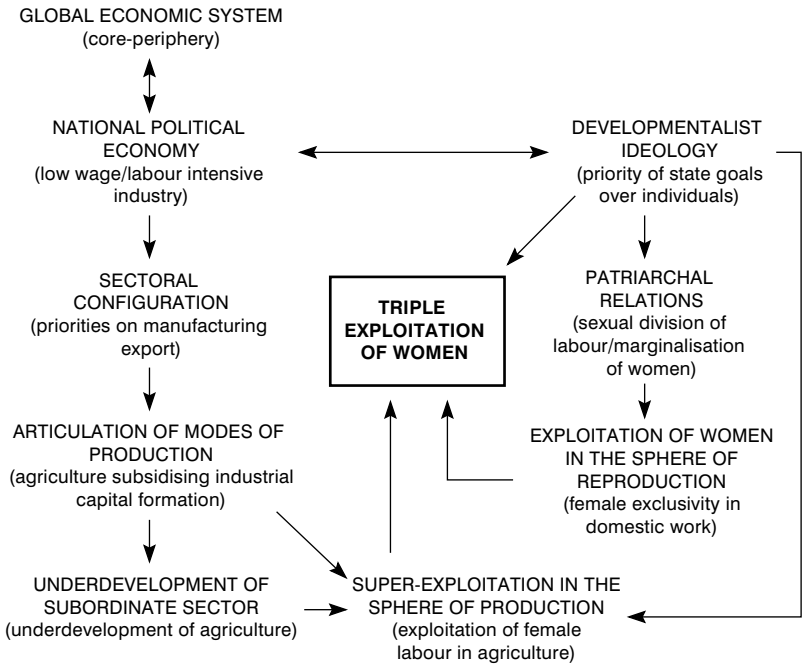 GLOBAL ECONOMIC SYSTEM
(core-periphery)
NATIONAL POLITICAL
ECONOMY
(low wage/labour intensive
industry)
DEVELOPMENTALIST
IDEOLOGY
(priority of state goals
over individuals)
SECTORAL
CONFIGURATION
(priorities on manufacturing
export)
TRIPLE
EXPLOITATION
OF WOMEN
PATRIARCHAL
RELATIONS
(sexual division of
labour/marginalisation
of women)
ARTICULATION OF MODES OF
PRODUCTION
(agriculture subsidising industrial
capital formation)
EXPLOITATION OF WOMEN
IN THE SPHERE OF
REPRODUCTION
(female exclusivity in
domestic work)
UNDERDEVELOPMENT OF
SUBORDINATE SECTOR
(underdevelopment of agriculture)
SUPER-EXPLOITATION IN THE
SPHERE OF PRODUCTION
(exploitation of female
labour in agriculture)